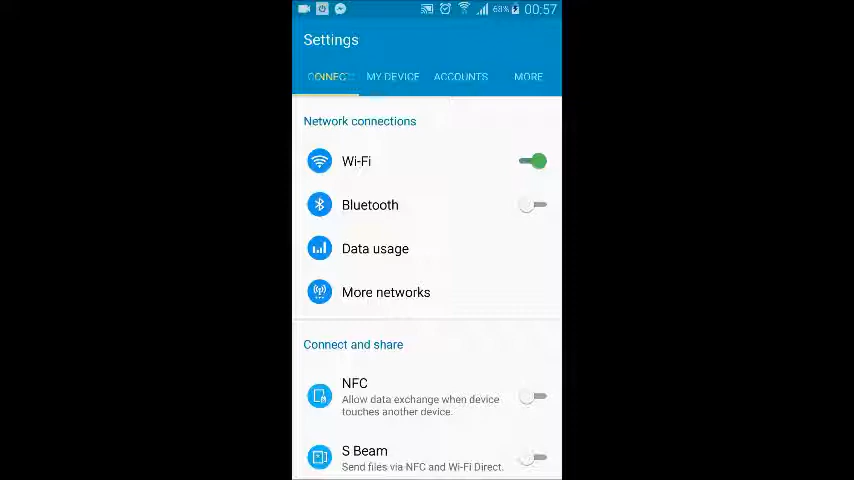 68% 00:57
Settings
MY DEVICE ACCOUNTS MORE
Network connections
Wi-Fi
Bluetooth
Data usage
More networks
Connect and share
NFC
Allow data exchange when device
touches another device.
S Beam
Send files via NFC and Wi-Fi Direct.